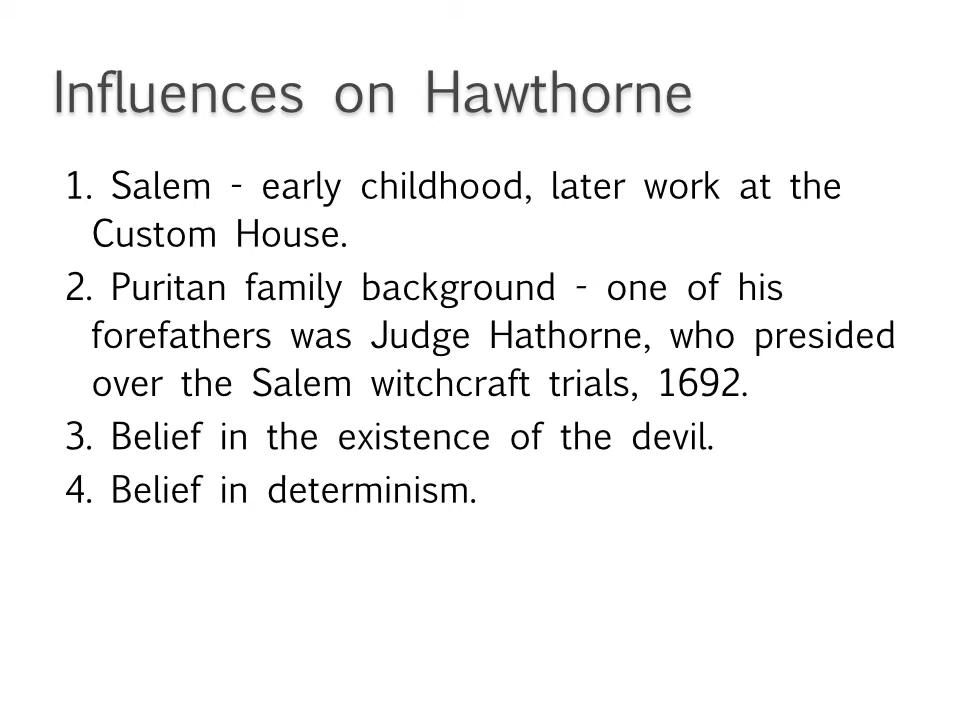 Influences on Hawthorne
1. Salem - early childhood, later work at the
Custom House.
2. Puritan family background - one of his
forefathers was Judge Hathorne, who presided
over the Salem witchcraft trials, 1692.
3. Belief in the existence of the devil.
4. Belief in determinism.